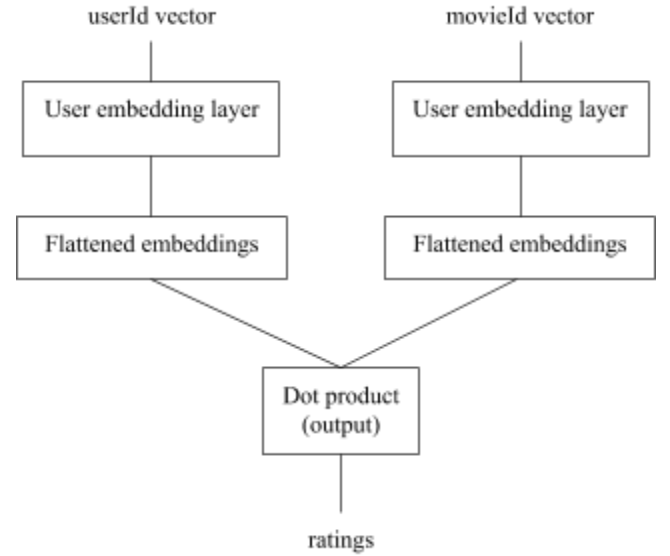 userId vector
movieId vector
User embedding layer
User embedding layer
Flattened embeddings
Flattened embeddings
Dot product
(output)
ratings